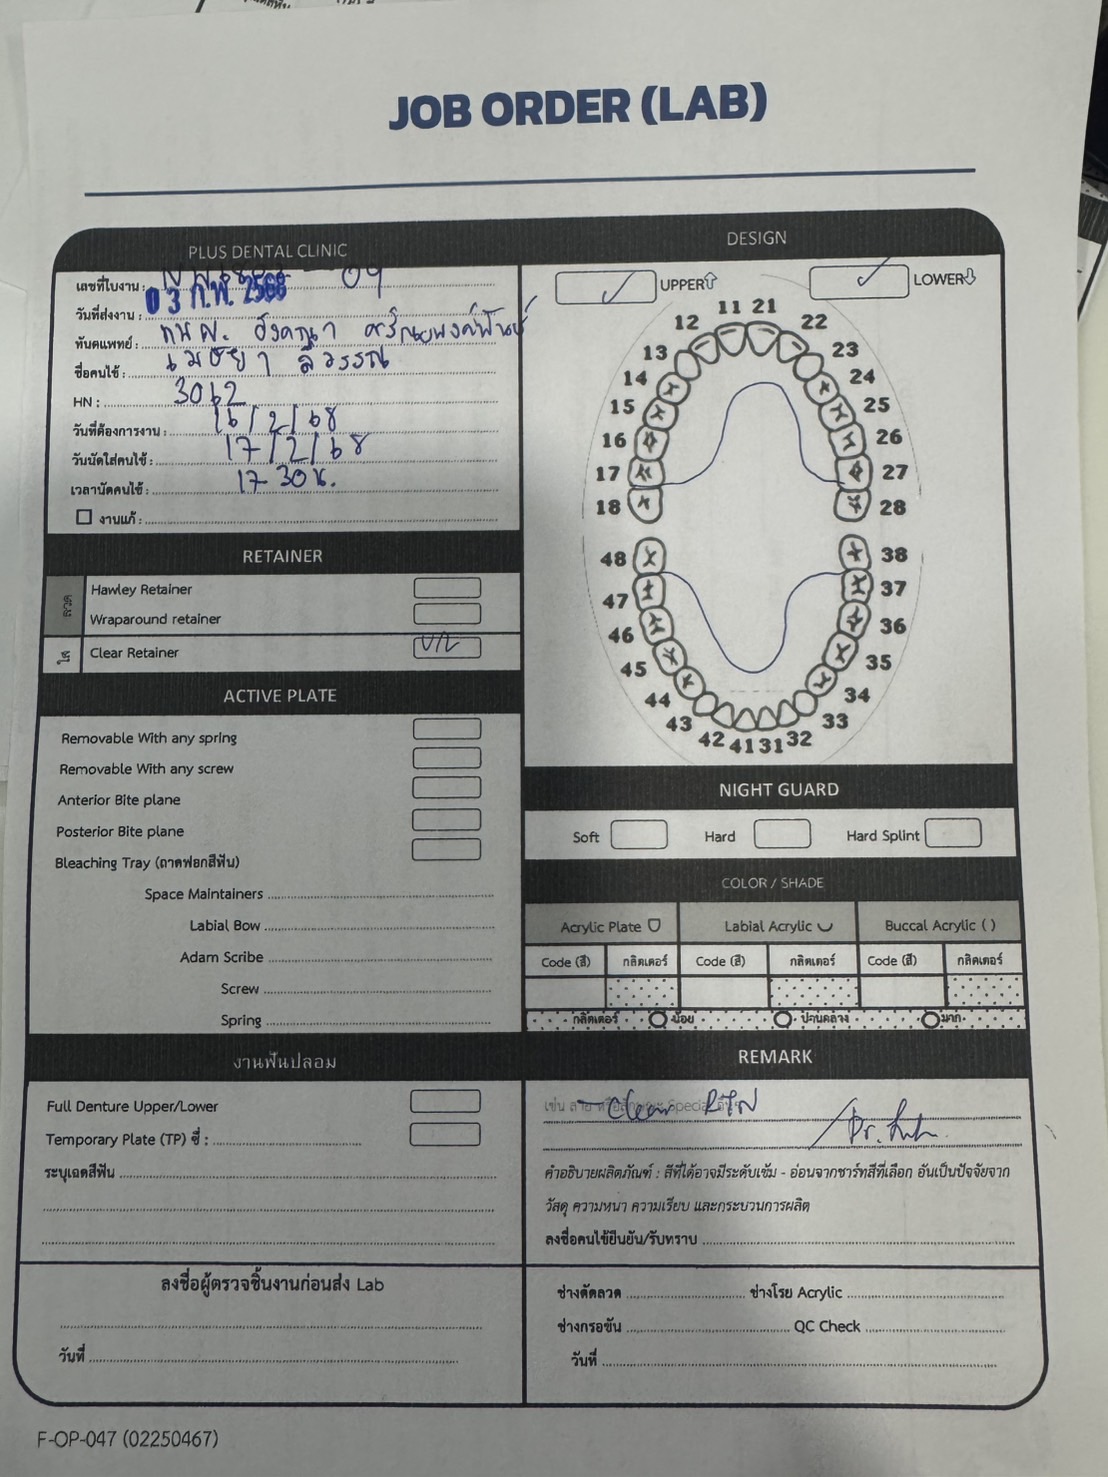 JOB ORDER (LAB)
PLUS DENTAL CLINIC
เลขที่ใบงาน : 09
วันที่ส่งงาน : 03 ก.พ. 2568
ทันตแพทย์ : ทพญ. อังคณา
ชื่อคนไข้ : เมธิยา สีวรรณ
HN : 3062
วันที่ต้องการงาน : 16/2/68
วันนัดใส่คนไข้ : 17/2/68
เวลานัดคนไข้ : 17-30 น.
งานแก้ :
RETAINER
ลวด
Hawley Retainer
Wraparound retainer
ใส
Clear Retainer U/L
ACTIVE PLATE
Removable With any spring
Removable With any screw
Anterior Bite plane
Posterior Bite plane
Bleaching Tray (ถาดฟอกสีฟัน)
Space Maintainers
Labial Bow
Adam Scribe
Screw
Spring
งานฟันปลอม
Full Denture Upper/Lower
Temporary Plate (TP) ซี่ :
ระบุเฉดสีฟัน
ลงชื่อผู้ตรวจชิ้นงานก่อนส่ง Lab
วันที่
DESIGN
UPPER
LOWER
11 21
12 22
13 23
14 24
15 25
16 26
17 27
18 28
48 38
47 37
46 36
45 35
44 34
43 33
42 41 31 32
NIGHT GUARD
Soft Hard Hard Splint
COLOR / SHADE
Acrylic Plate Labial Acrylic Buccal Acrylic ( )
Code (สี) กลิตเตอร์ Code (สี) กลิตเตอร์ Code (สี) กลิตเตอร์
กลิตเตอร์ น้อย ปานกลาง มาก
REMARK
- Clear
Dr.
คำอธิบายผลิตภัณฑ์ : สีที่ได้อาจมีระดับเข้ม - อ่อนจากชาร์ทสีที่เลือก อันเป็นปัจจัยจาก
วัสดุ ความหนา ความเรียบ และกระบวนการผลิต
ลงชื่อคนไข้ยืนยัน/รับทราบ
ช่างดัดลวด ช่างโรย Acrylic
ช่างกรอขัน QC Check
วันที่
F-OP-047 (02250467)